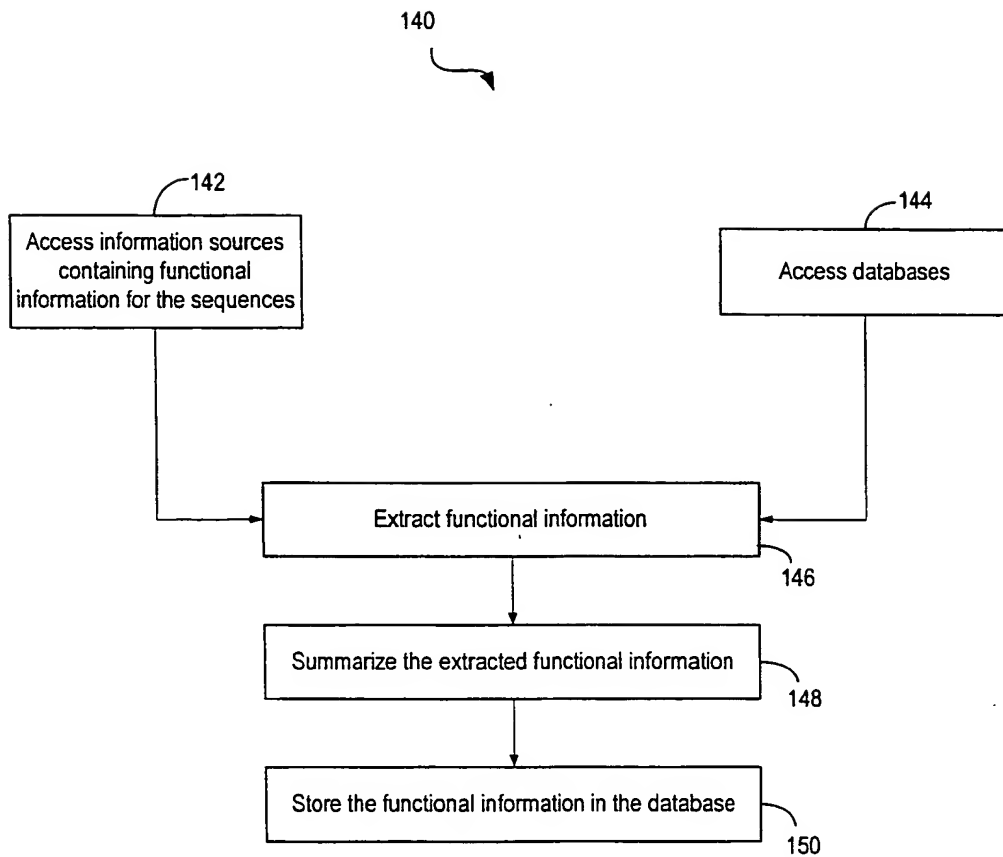 140
142
Access information sources
containing functional
information for the sequences
144
Access databases
Extract functional information
146
Summarize the extracted functional information
148
Store the functional information in the database
150